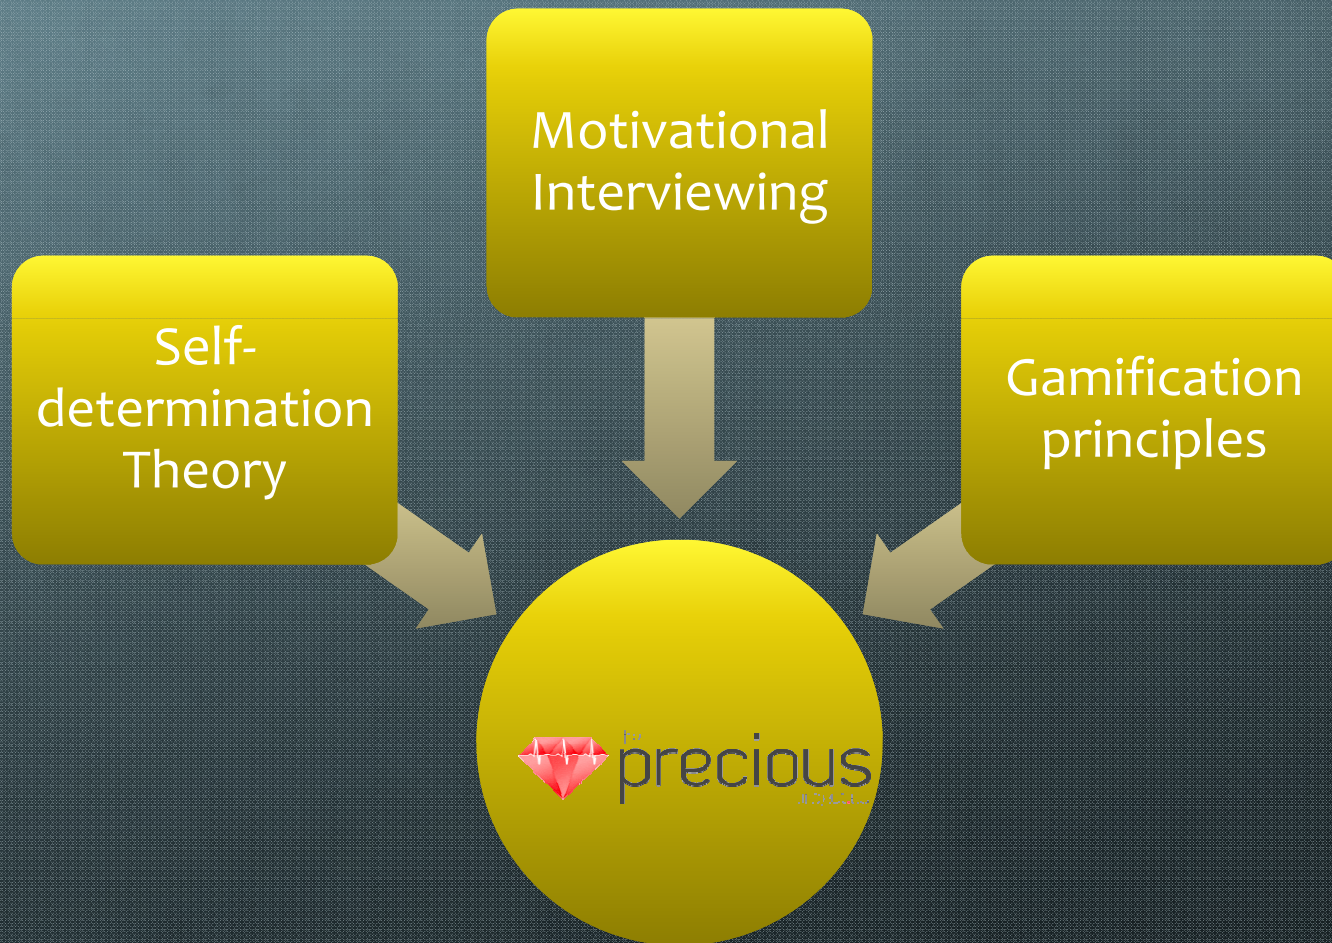 Motivational
Interviewing
Self-
determination
Theory
Gamification
principles
precious